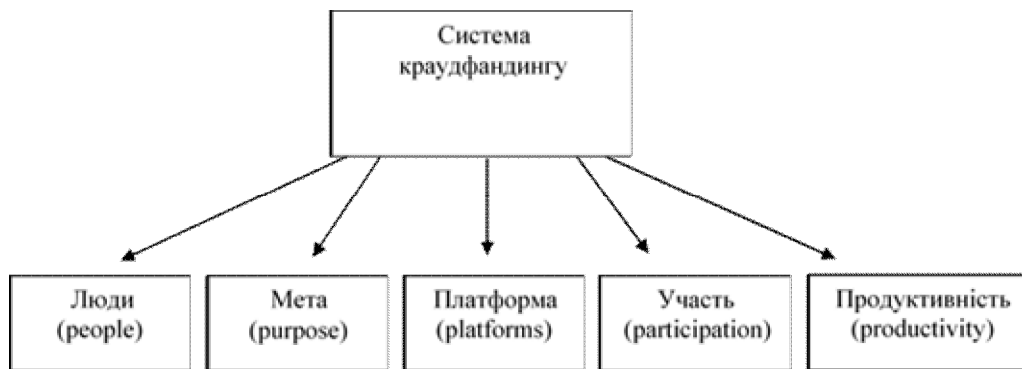 Система
краудфандингу
Люди
(people)
Мета
(purpose)
Платформа
(platforms)
Участь
(participation)
Продуктивність
(productivity)